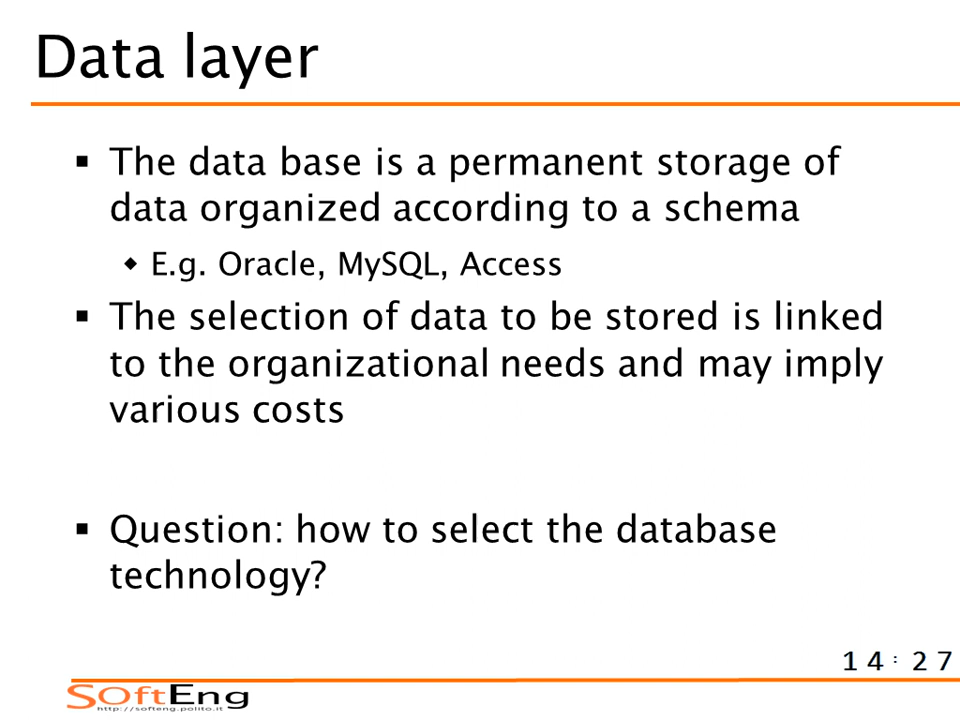 Data layer
▪ The data base is a permanent storage of
data organized according to a schema
◆ E.g. Oracle, MySQL, Access
▪ The selection of data to be stored is linked
to the organizational needs and may imply
various costs
▪ Question: how to select the database
technology?
14:27
SoftEng
http://softeng.polito.it